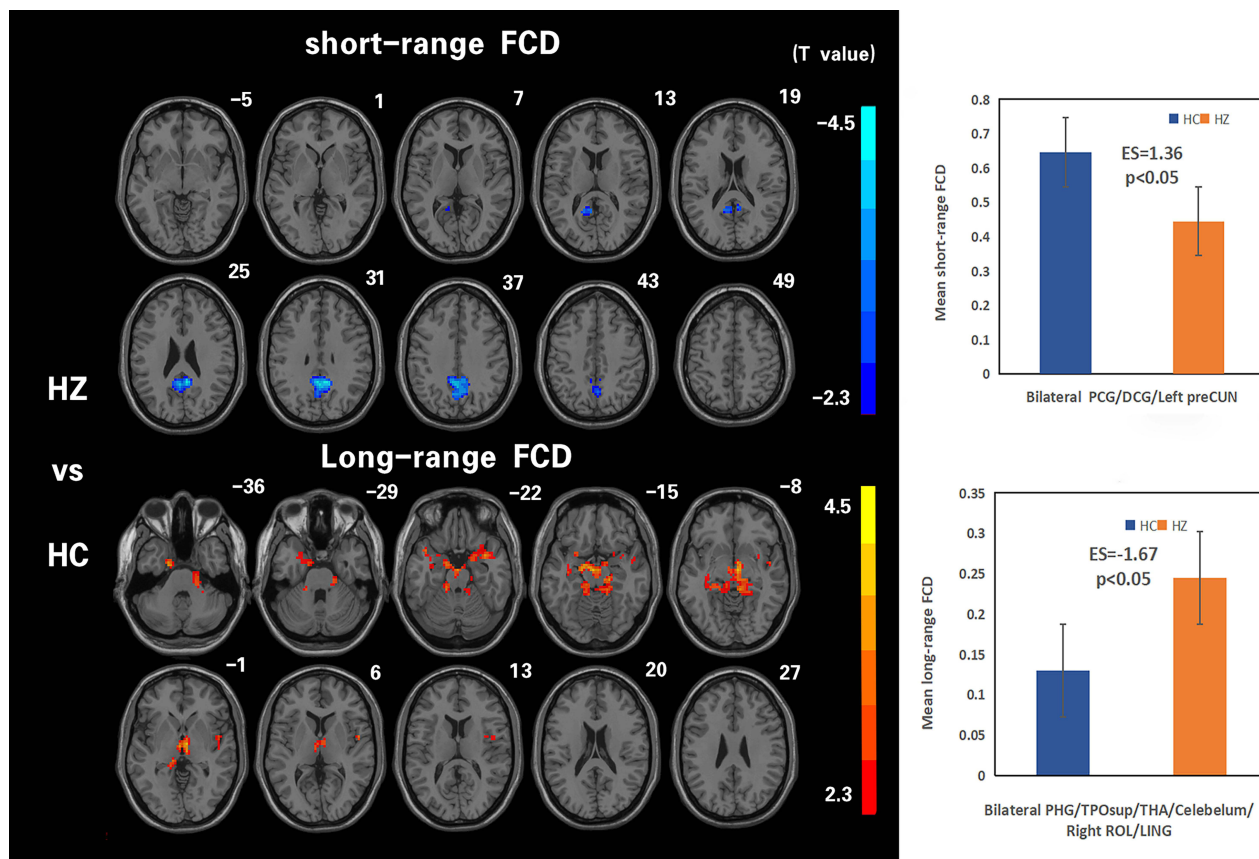 short-range FCD
(T value)
-5
1
7
13
19
-4.5
25
31
37
43
49
HZ
-2.3
vs
Long-range FCD
-36
-29
-22
-15
-8
4.5
HC
-1
6
13
20
27
2.3
0.8
0.7
0.6
0.5
0.4
0.3
0.2
0.1
0
Mean short-range FCD
HC HZ
ES=1.36
p<0.05
Bilateral PCG/DCG/Left preCUN
0.35
0.3
0.25
0.2
0.15
0.1
0.05
0
Mean long-range FCD
HC HZ
ES=-1.67
p<0.05
Bilateral PHG/TPOsup/THA/Celebelum/
Right ROL/LING